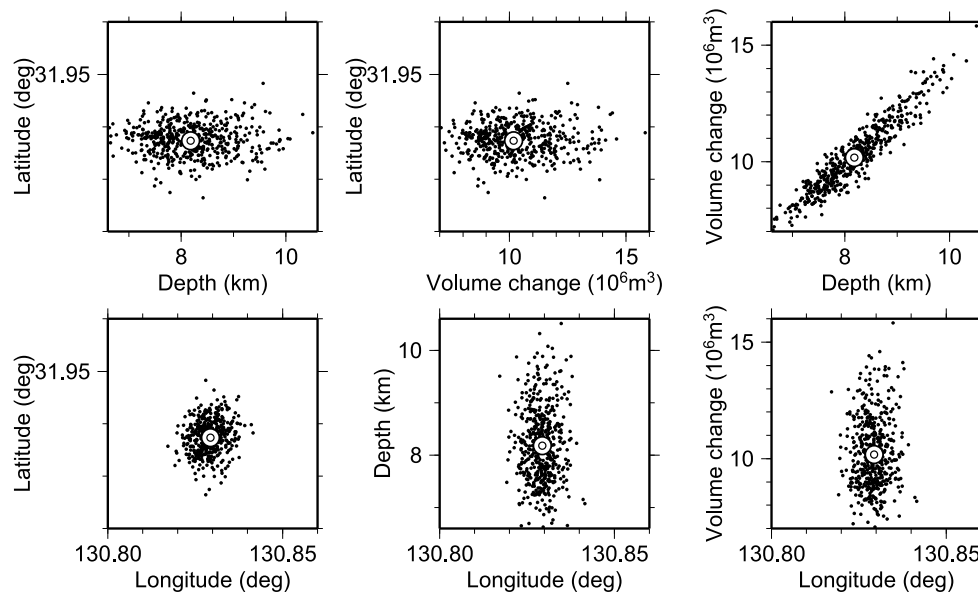 Latitude (deg)
31.95
8
10
Depth (km)
Latitude (deg)
31.95
10
15
Volume change (10⁶m³)
Volume change (10⁶m³)
15
10
8
10
Depth (km)
Latitude (deg)
31.95
130.80
130.85
Longitude (deg)
Depth (km)
10
8
130.80
130.85
Longitude (deg)
Volume change (10⁶m³)
15
10
130.80
130.85
Longitude (deg)